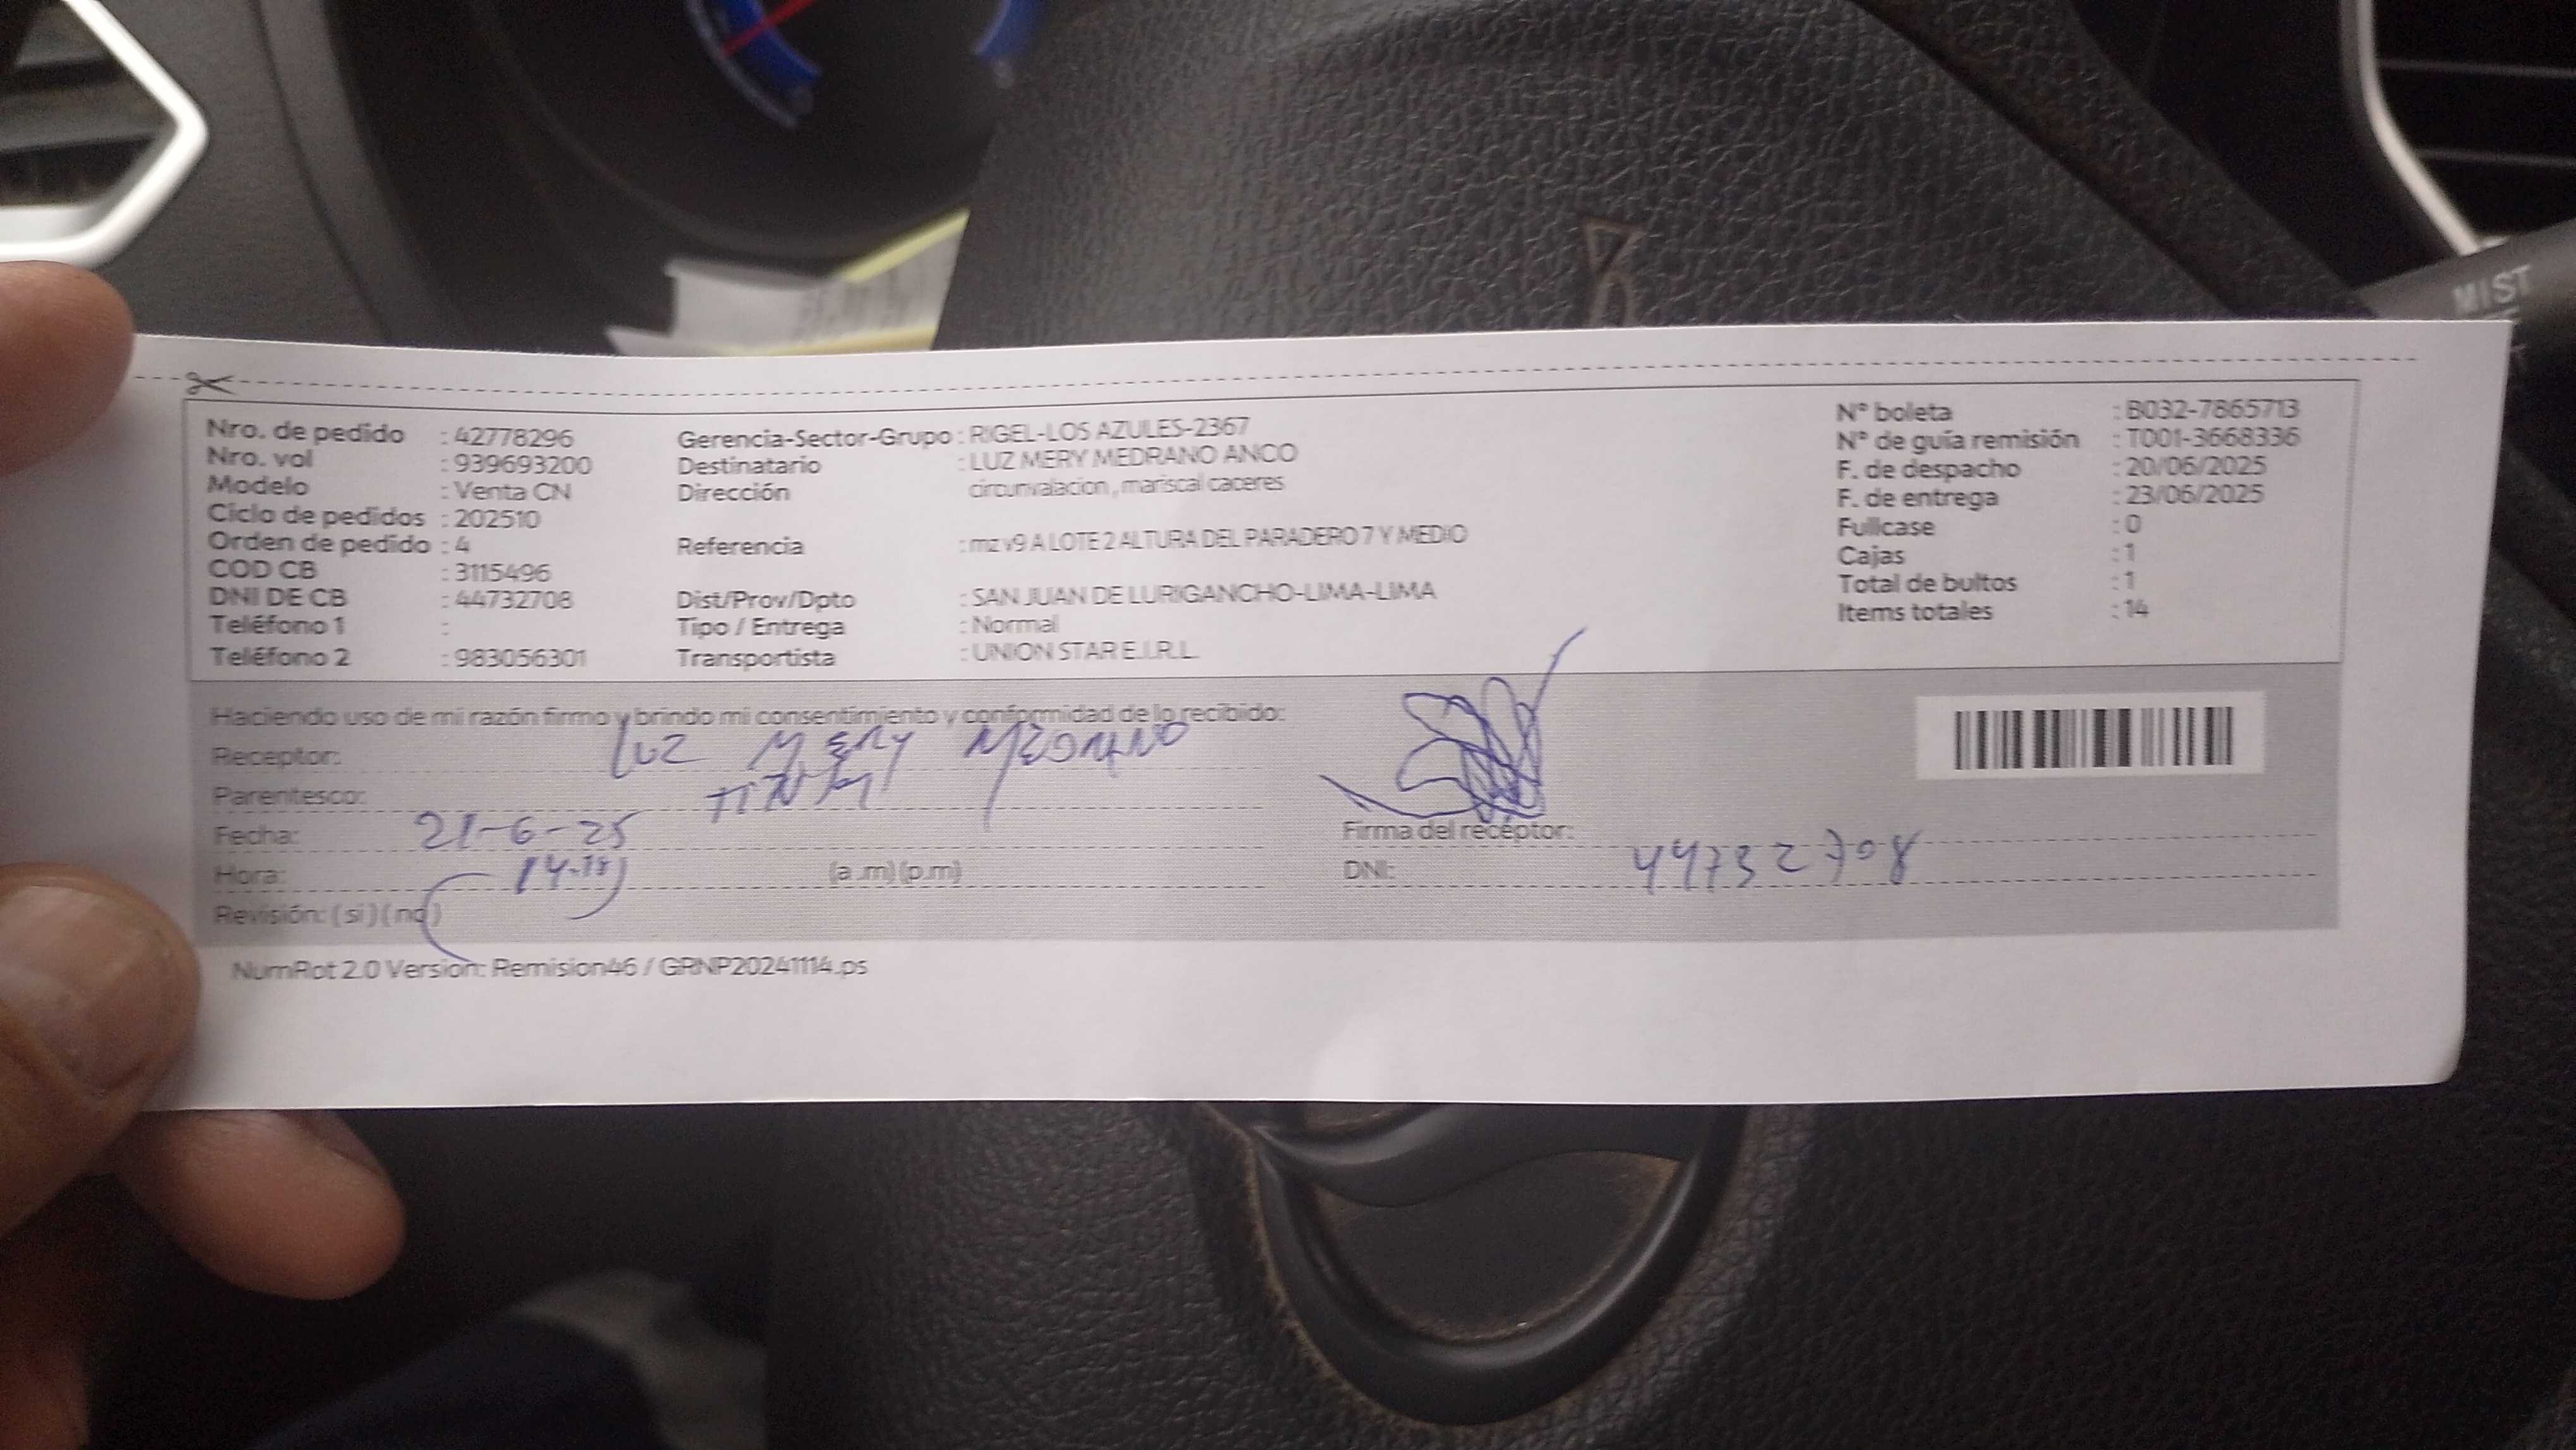 Nro. de pedido : 42778296
Nro. vol : 939693200
Modelo : Venta CN
Ciclo de pedidos : 202510
Orden de pedido : 4
COD CB : 3115496
DNI DE CB : 44732708
Teléfono 1 :
Teléfono 2 : 983056301
Gerencia-Sector-Grupo : RIGEL-LOS AZULES-2367
Destinatario : LUZ MERY MEDRANO ANCO
Dirección circunvalacion , mariscal caceres
Referencia : mz v9 A LOTE 2 ALTURA DEL PARADERO 7 Y MEDIO
Dist/Prov/Dpto : SAN JUAN DE LURIGANCHO-LIMA-LIMA
Tipo / Entrega : Normal
Transportista : UNION STAR E.I.R.L.
N° boleta : B032-7865713
N° de guía remisión : T001-3668336
F. de despacho : 20/06/2025
F. de entrega : 23/06/2025
Fullcase : 0
Cajas : 1
Total de bultos : 1
Items totales : 14
Haciendo uso de mi razón firmo y brindo mi consentimiento y conformidad de lo recibido:
Receptor: LUZ MERY MEDRANO
Parentesco:
Fecha: 21-6-25
Hora: (a.m)(p.m)
Revisión: (si)(no)
Firma del receptor:
DNI: 44732708
NumRot 2.0 Version: Remision46 / GRNP20241114.ps
MIST